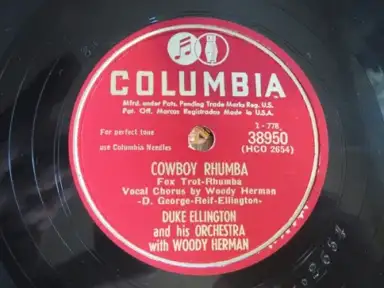 COLUMBIA
Mfrd. under Pats. Pending Trade Marks Reg. U.S.
Pat. Off. Marcas Registradas Made in U.S.A.
1-778
For perfect tone
use Columbia Needles
38950
(HCO 2654)
COWBOY RHUMBA
Fox Trot-Rhumba
Vocal Chorus by Woody Herman
-D. George-Reif-Ellington-
DUKE ELLINGTON
and his ORCHESTRA
with WOODY HERMAN